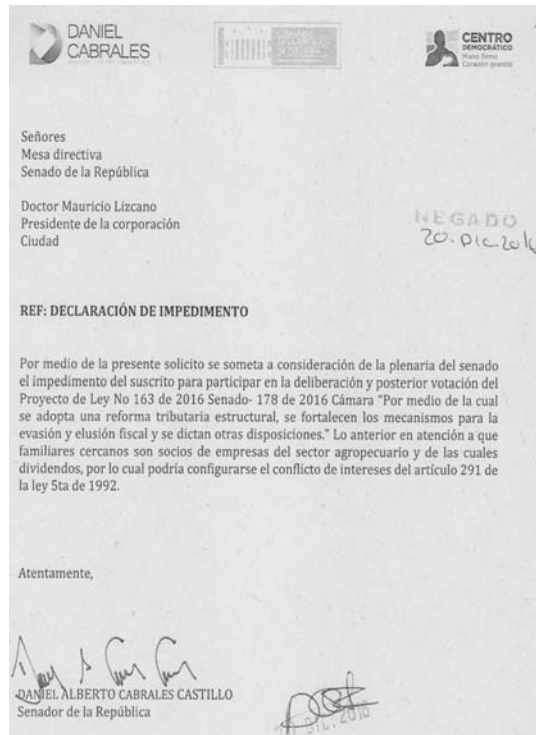 DANIEL
CABRALES
CENTRO
DEMOCRÁTICO
Mano firme
Corazón grande
Señores
Mesa directiva
Senado de la República
Doctor Mauricio Lizcano
Presidente de la corporación
Ciudad
NEGADO
20. DIC. 2016
REF: DECLARACIÓN DE IMPEDIMENTO
Por medio de la presente solicito se someta a consideración de la plenaria del senado
el impedimento del suscrito para participar en la deliberación y posterior votación del
Proyecto de Ley No 163 de 2016 Senado- 178 de 2016 Cámara "Por medio de la cual
se adopta una reforma tributaria estructural, se fortalecen los mecanismos para la
evasión y elusión fiscal y se dictan otras disposiciones." Lo anterior en atención a que
familiares cercanos son socios de empresas del sector agropecuario y de las cuales
dividendos, por lo cual podría configurarse el conflicto de intereses del artículo 291 de
la ley 5ta de 1992.
Atentamente,
DANIEL ALBERTO CABRALES CASTILLO
Senador de la República
DIC. 2016